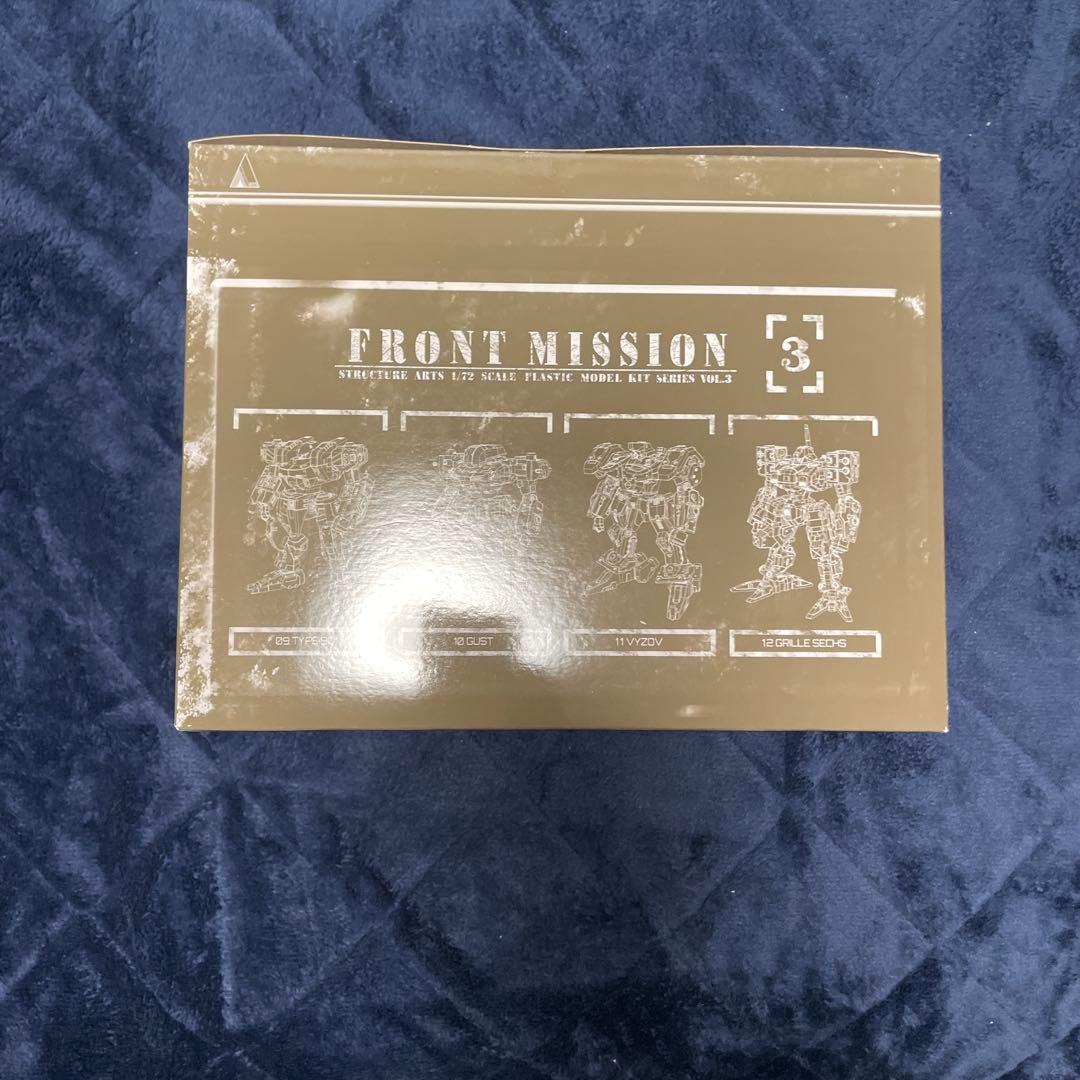 FRONT MISSION
3
STRUCTURE ARTS 1/72 SCALE PLASTIC MODEL KIT SERIES VOL.3
09 10 GUST 11 VYZOV 12 GRILLE SECHS